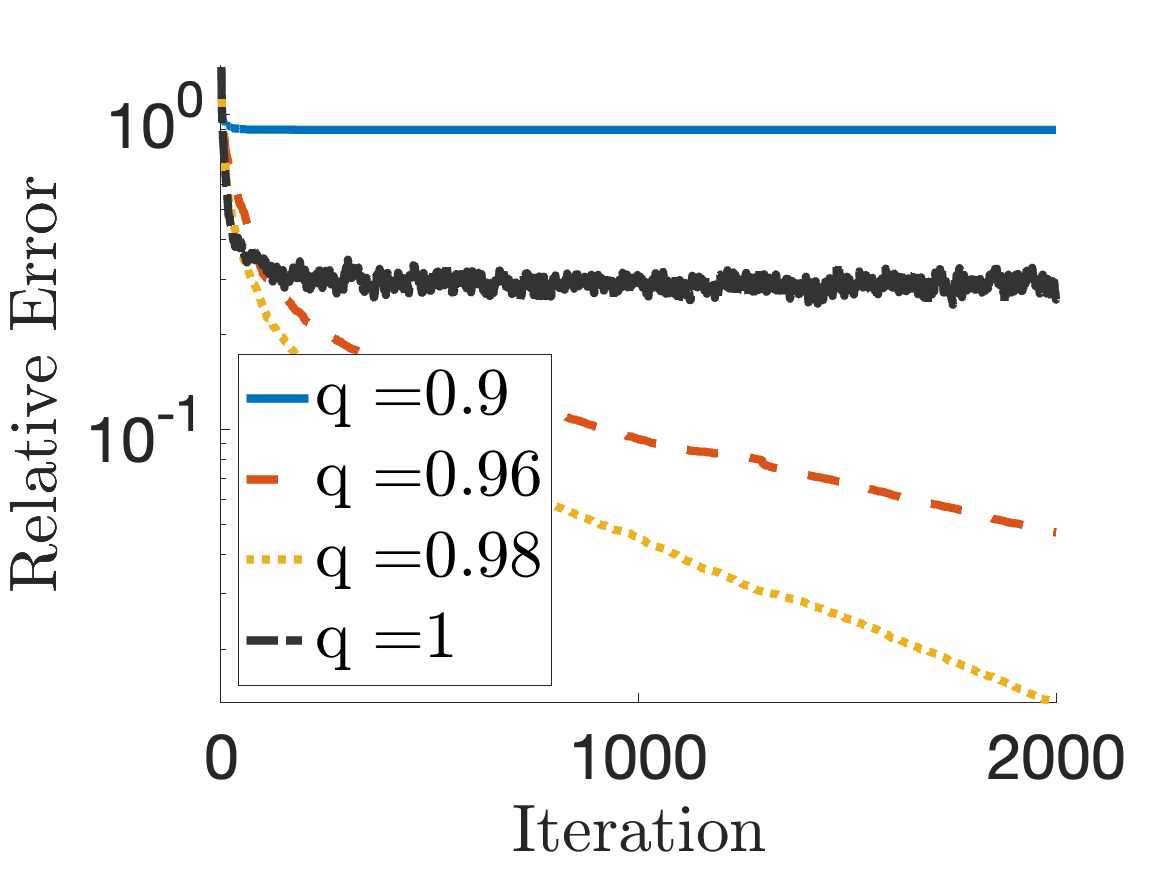 10^0
10^-1
Relative Error
q =0.9
q =0.96
q =0.98
q =1
0 1000 2000
Iteration